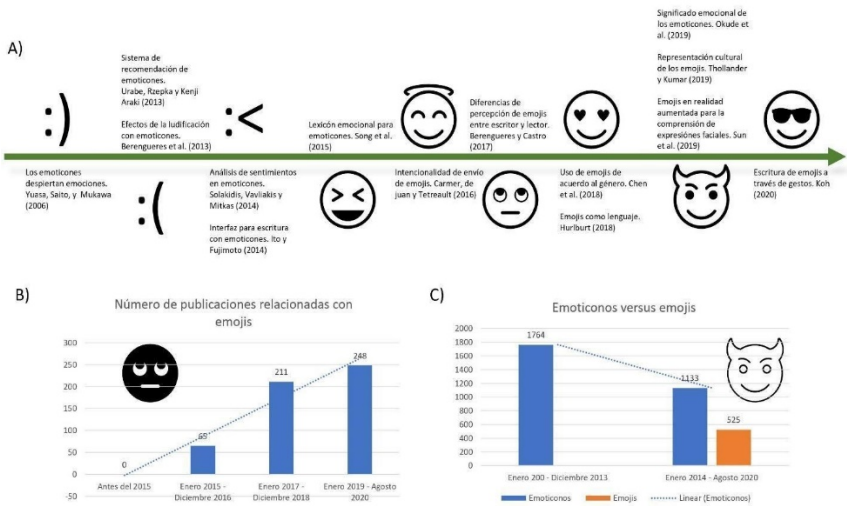 A)
:)
Sistema de
recomendación de
emoticones.
Urabe, Rzepka y Kenji
Araki (2013)
Efectos de la ludificación
con emoticones.
Berengueres et al. (2013)
:<
Lexicón emocional para
emoticones. Song et al.
(2015)
Diferencias de
percepción de emojis
entre escritor y lector.
Berengueres y Castro
(2017)
Significado emocional de
los emoticones. Okude et
al. (2019)
Representación cultural
de los emojis. Thollander
y Kumar (2019)
Emojis en realidad
aumentada para la
comprensión de
expresiónes faciales. Sun
et al. (2019)
Los emoticones
despiertan emociones.
Yuasa, Saito, y Mukawa
(2006)
:(
Análisis de sentimientos
en emoticones.
Solakidis, Vavliakis y
Mitkas (2014)
Interfaz para escritura
con emoticones. Ito y
Fujimoto (2014)
Intencionalidad de envío
de emojis. Carmer, de
juan y Tetreault (2016)
Uso de emojis de
acuerdo al género. Chen
et al. (2018)
Emojis como lenguaje.
Hurlburt (2018)
Escritura de emojis a
través de gestos. Koh
(2020)
B)
Número de publicaciones relacionadas con
emojis
300
250
200
150
100
50
0
-50
0
65
211
248
Antes del 2015
Enero 2015 -
Diciembre 2016
Enero 2017 -
Diciembre 2018
Enero 2019 - Agosto
2020
C)
Emoticonos versus emojis
2000
1800
1600
1400
1200
1000
800
600
400
200
0
1764
1133
525
Enero 200 - Diciembre 2013
Enero 2014 - Agosto 2020
Emoticonos
Emojis
Linear (Emoticonos)